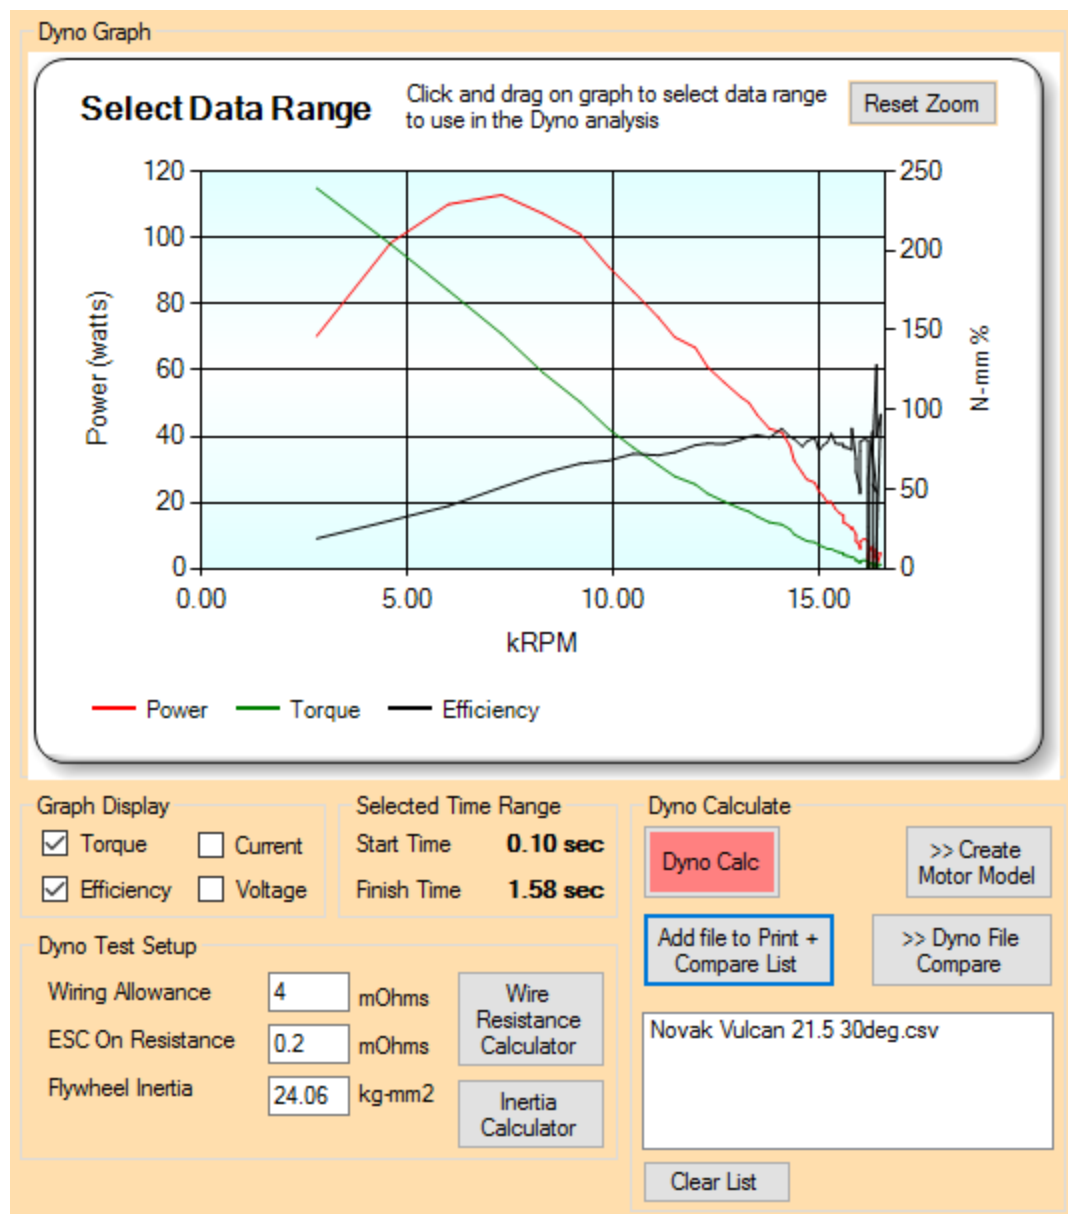 Dyno Graph
Select Data Range
Click and drag on graph to select data range
to use in the Dyno analysis
Reset Zoom
120
100
80
60
40
20
0
Power (watts)
250
200
150
100
50
0
N-mm %
0.00 5.00 10.00 15.00
kRPM
Power Torque Efficiency
Graph Display
Torque Current
Efficiency Voltage
Selected Time Range
Start Time 0.10 sec
Finish Time 1.58 sec
Dyno Test Setup
Wiring Allowance 4 mOhms
ESC On Resistance 0.2 mOhms
Flywheel Inertia 24.06 kg-mm2
Wire
Resistance
Calculator
Inertia
Calculator
Dyno Calculate
Dyno Calc
>> Create
Motor Model
Add file to Print +
Compare List
>> Dyno File
Compare
Novak Vulcan 21.5 30deg.csv
Clear List